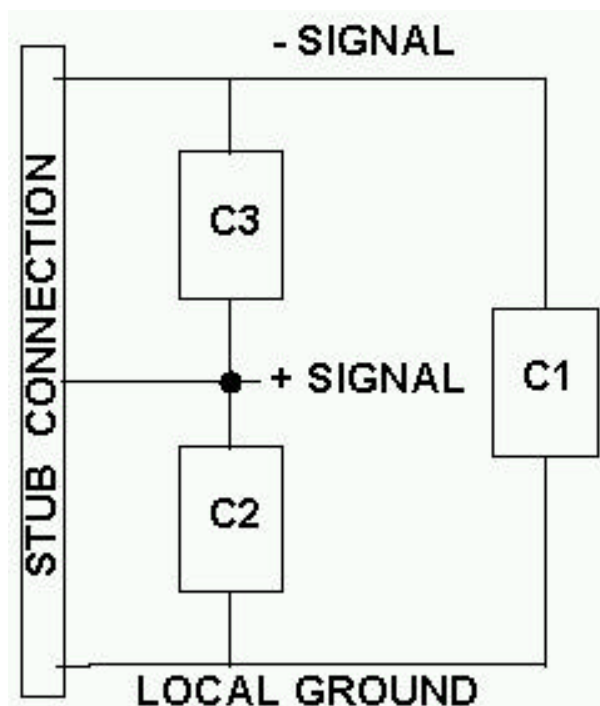 - SIGNAL
STUB CONNECTION
C3
+ SIGNAL
C1
C2
LOCAL GROUND